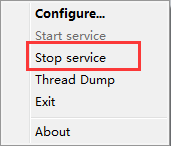 Configure...
Start service
Stop service
Thread Dump
Exit
About